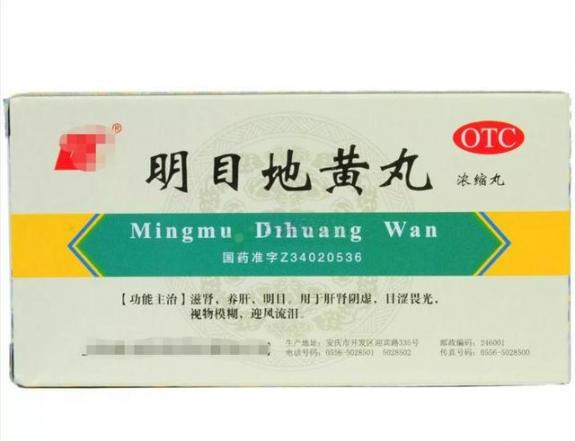 ®
OTC
明目地黄丸
浓缩丸
Mingmu Dihuang Wan
国药准字Z34020536
【功能主治】滋肾、养肝、明目。用于肝肾阴虚，目涩畏光，
视物模糊，迎风流泪。
生产地址：安庆市开发区迎宾路335号 邮政编码：246001
电话号码：0556-5028501 5028502 传真号码：0556-5028500